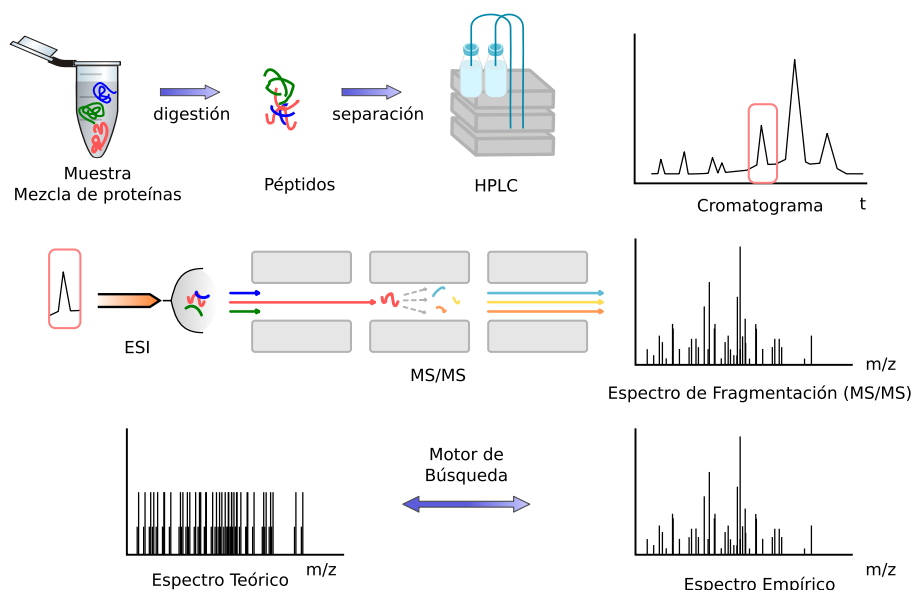 digestión
separación
Muestra
Mezcla de proteínas
Péptidos
HPLC
Cromatograma
t
ESI
MS/MS
m/z
Espectro de Fragmentación (MS/MS)
Motor de
Búsqueda
Espectro Teórico
m/z
m/z
Espectro Empírico